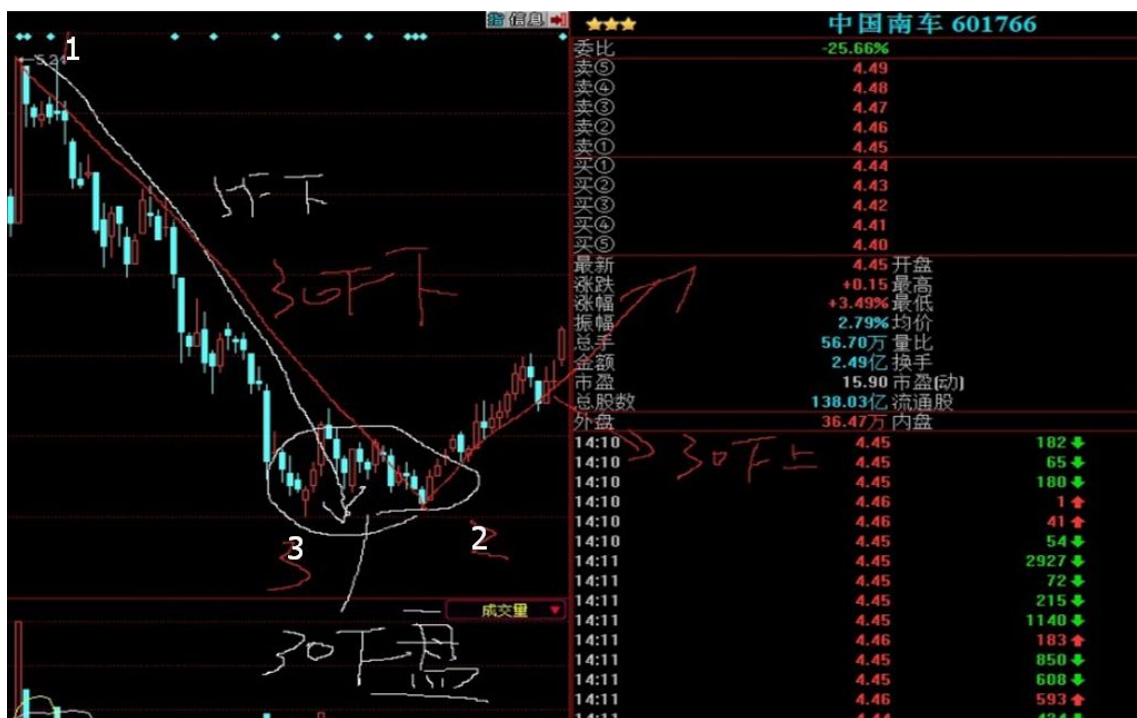 指 信息
★★★ 中国南车 601766
5.24
1
委比 -25.66%
卖⑤ 4.49
卖④ 4.48
卖③ 4.47
卖② 4.46
卖① 4.45
买① 4.44
买② 4.43
买③ 4.42
买④ 4.41
买⑤ 4.40
最新 4.45 开盘
涨跌 +0.15 最高
涨幅 +3.49% 最低
振幅 2.79% 均价
总手 56.70万 量比
金额 2.49亿 换手
市盈 15.90 市盈(动)
总股数 138.03亿 流通股
外盘 36.47万 内盘
14:10 4.45 182
14:10 4.45 65
14:10 4.45 180
14:10 4.46 1
14:10 4.46 41
14:10 4.45 54
14:11 4.45 2927
14:11 4.45 72
14:11 4.45 215
14:11 4.45 1140
14:11 4.46 183
14:11 4.45 850
14:11 4.45 608
14:11 4.46 593
5F下
30F下
30F上
3
2
成交量
30F盘